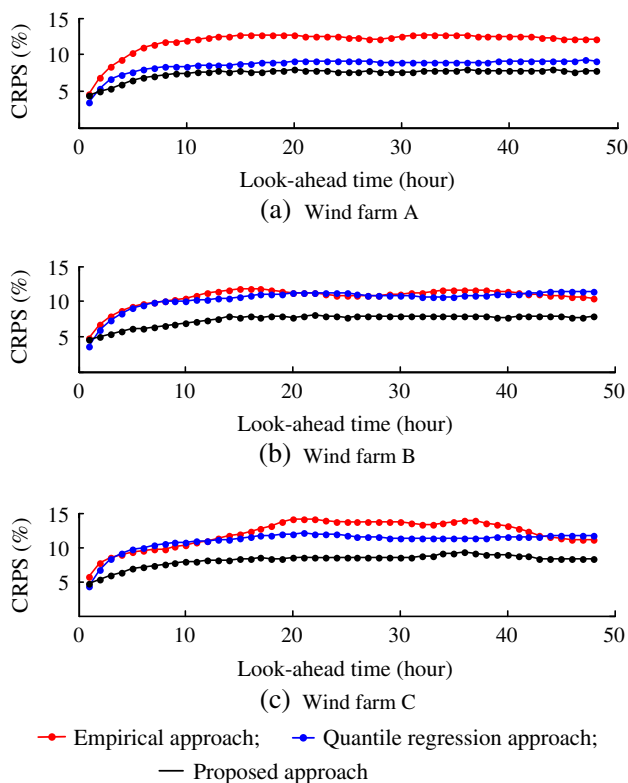 15
10
5
CRPS (%)
0 10 20 30 40 50
Look-ahead time (hour)
(a) Wind farm A
15
10
5
CRPS (%)
0 10 20 30 40 50
Look-ahead time (hour)
(b) Wind farm B
15
10
5
CRPS (%)
0 10 20 30 40 50
Look-ahead time (hour)
(c) Wind farm C
Empirical approach; Quantile regression approach;
Proposed approach